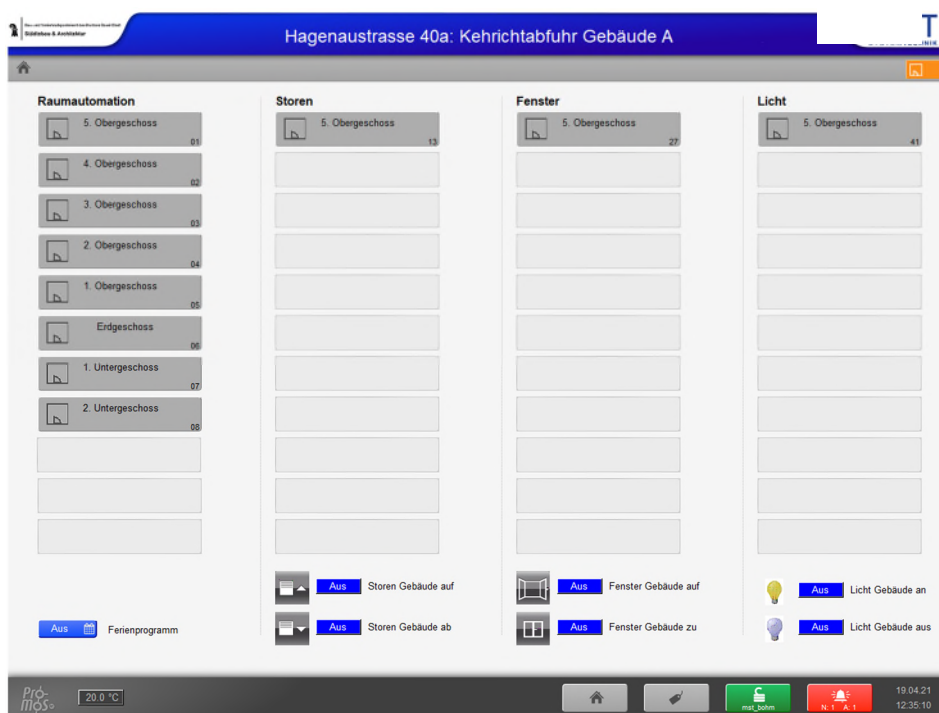 Städtebau & Architektur
Hagenaustrasse 40a: Kehrichtabfuhr Gebäude A
T
Raumautomation
5. Obergeschoss
01
4. Obergeschoss
02
3. Obergeschoss
03
2. Obergeschoss
04
1. Obergeschoss
05
Erdgeschoss
06
1. Untergeschoss
07
2. Untergeschoss
08
Aus
Ferienprogramm
Storen
5. Obergeschoss
13
Aus
Storen Gebäude auf
Aus
Storen Gebäude ab
Fenster
5. Obergeschoss
27
Aus
Fenster Gebäude auf
Aus
Fenster Gebäude zu
Licht
5. Obergeschoss
41
Aus
Licht Gebäude an
Aus
Licht Gebäude aus
Pro-
mos
20.0 °C
mst_bohm
N: 1 A: 1
19.04.21
12:35:10